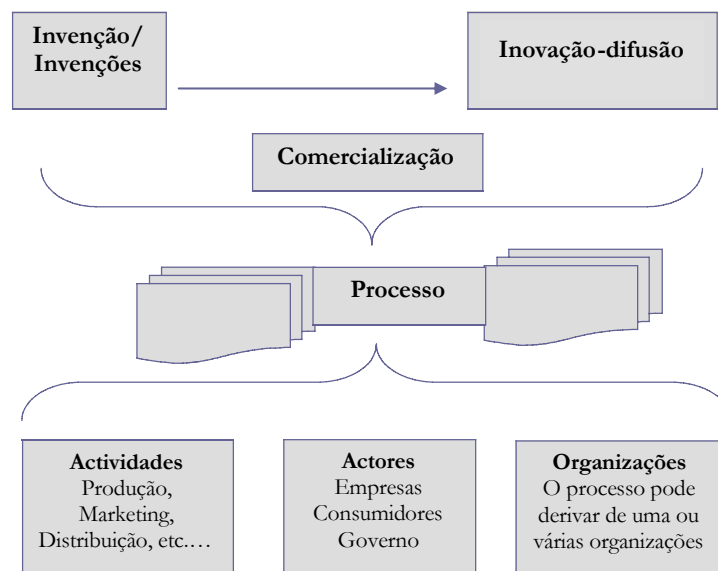 Invenção/
Invenções
Inovação-difusão
Comercialização
Processo
Actividades
Produção,
Marketing,
Distribuição, etc.…
Actores
Empresas
Consumidores
Governo
Organizações
O processo pode
derivar de uma ou
várias organizações